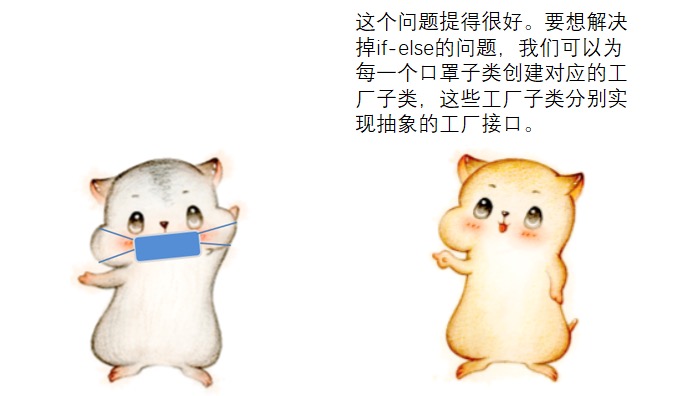 这个问题提得很好。要想解决
掉if-else的问题，我们可以为
每一个口罩子类创建对应的工
厂子类，这些工厂子类分别实
现抽象的工厂接口。